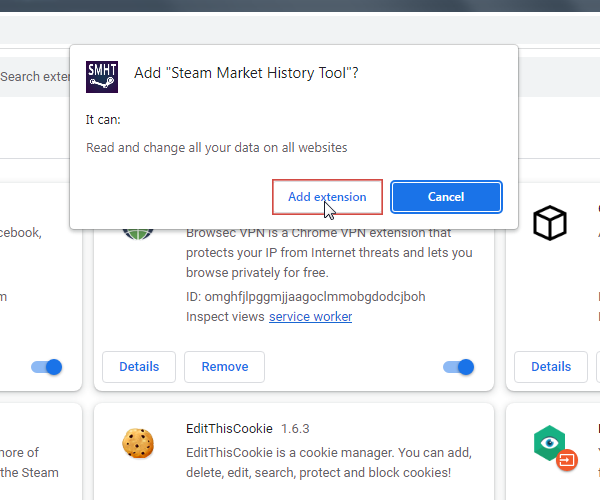 Search exten
SMHT
Add "Steam Market History Tool"?
It can:
Read and change all your data on all websites
Add extension
Cancel
cebook,
Browsec VPN is a Chrome VPN extension that
protects your IP from Internet threats and lets you
browse privately for free.
ID: omghfjlpggmjjaagoclmmobgdodcjboh
Inspect views service worker
Details
Remove
Details
EditThisCookie 1.6.3
more of
EditThisCookie is a cookie manager. You can add,
the Steam
delete, edit, search, protect and block cookies!